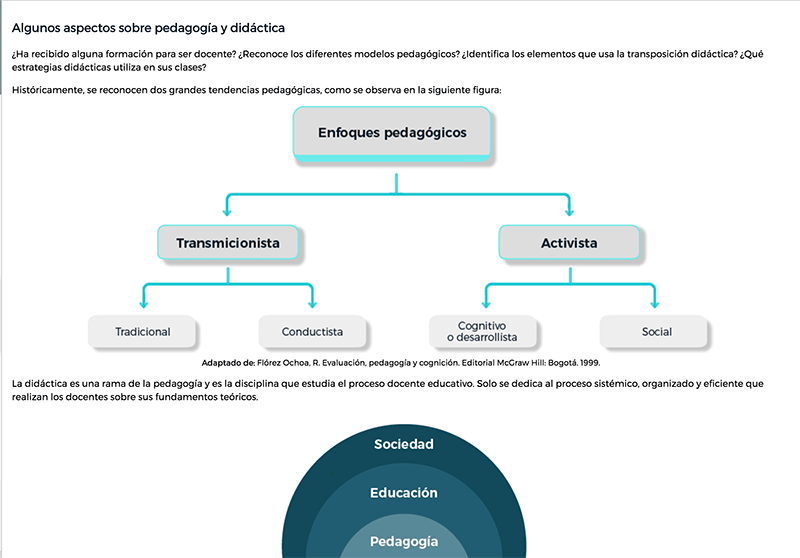 Algunos aspectos sobre pedagogía y didáctica
¿Ha recibido alguna formación para ser docente? ¿Reconoce los diferentes modelos pedagógicos? ¿Identifica los elementos que usa la transposición didáctica? ¿Qué
estrategias didácticas utiliza en sus clases?
Históricamente, se reconocen dos grandes tendencias pedagógicas, como se observa en la siguiente figura:
Enfoques pedagógicos
Transmicionista
Activista
Tradicional
Conductista
Cognitivo
o desarrollista
Social
Adaptado de: Flórez Ochoa, R. Evaluación, pedagogía y cognición. Editorial McGraw Hill: Bogotá. 1999.
La didáctica es una rama de la pedagogía y es la disciplina que estudia el proceso docente educativo. Solo se dedica al proceso sistémico, organizado y eficiente que
realizan los docentes sobre sus fundamentos teóricos.
Sociedad
Educación
Pedagogía